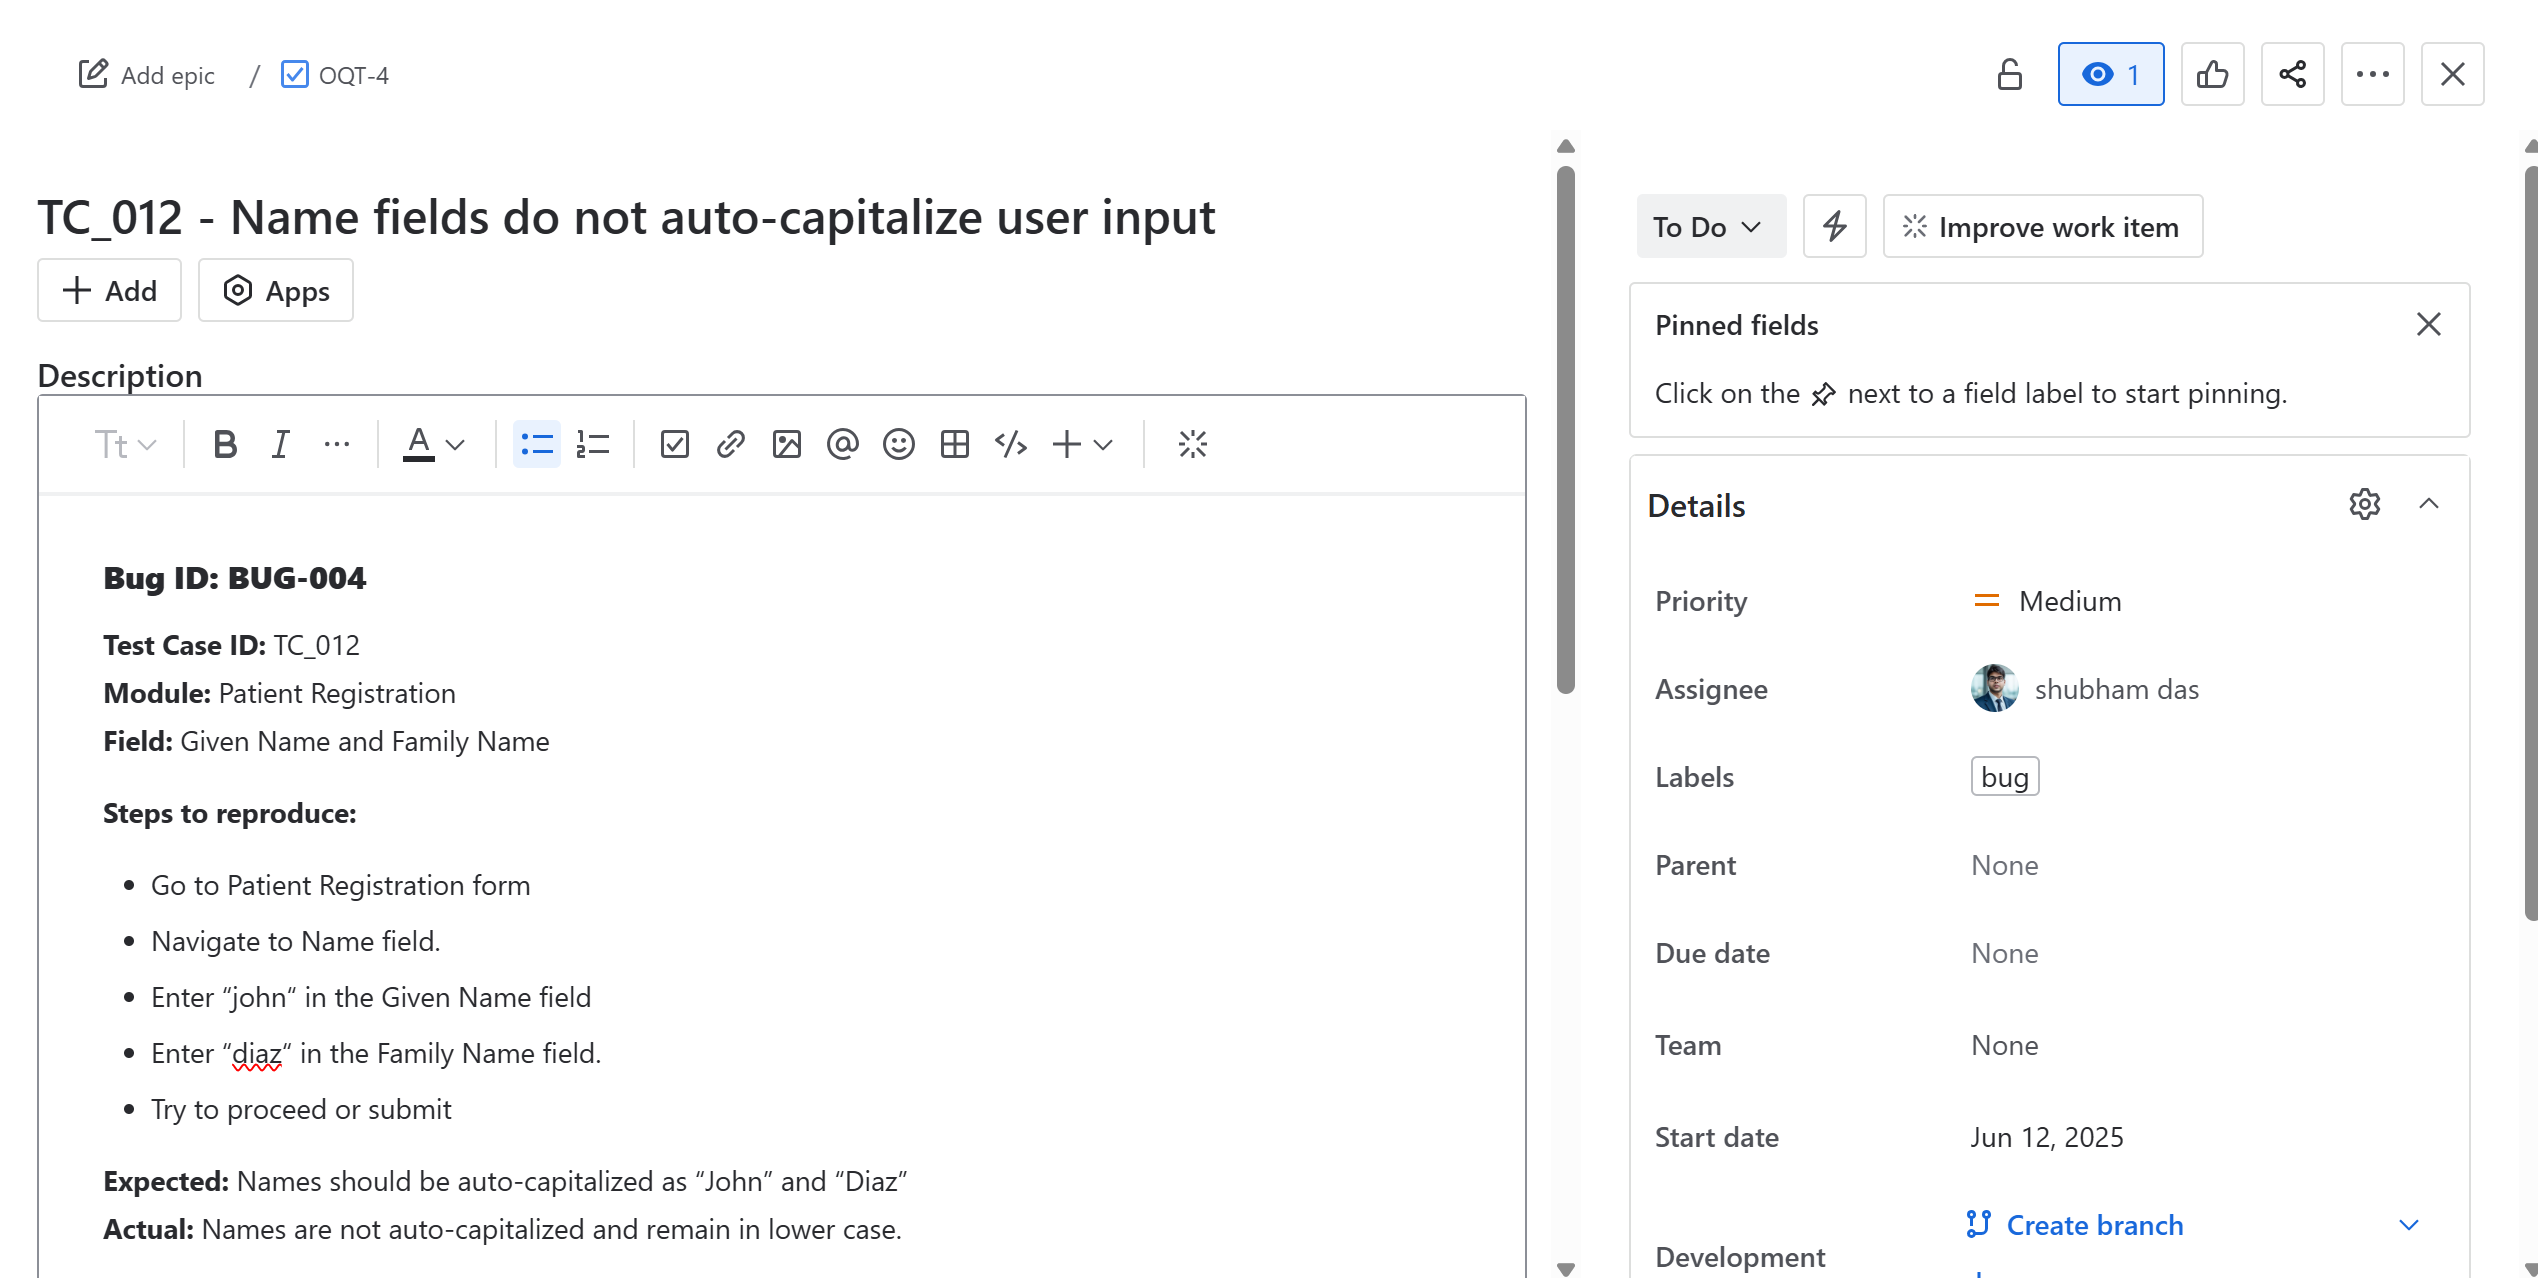 Add epic / OQT-4
1
TC_012 - Name fields do not auto-capitalize user input
Add
Apps
Description
Tt B I A
Bug ID: BUG-004
Test Case ID: TC_012
Module: Patient Registration
Field: Given Name and Family Name
Steps to reproduce:
• Go to Patient Registration form
• Navigate to Name field.
• Enter “john“ in the Given Name field
• Enter “diaz“ in the Family Name field.
• Try to proceed or submit
Expected: Names should be auto-capitalized as “John” and “Diaz”
Actual: Names are not auto-capitalized and remain in lower case.
To Do
Improve work item
Pinned fields
Click on the next to a field label to start pinning.
Details
Priority Medium
Assignee shubham das
Labels bug
Parent None
Due date None
Team None
Start date Jun 12, 2025
Create branch
Development